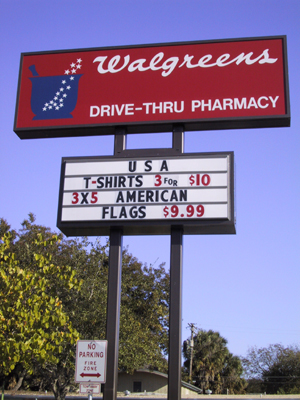 Walgreens
DRIVE-THRU PHARMACY
USA
T-SHIRTS 3 FOR $10
3X5 AMERICAN
FLAGS $9.99
NO
PARKING
FIRE
ZONE